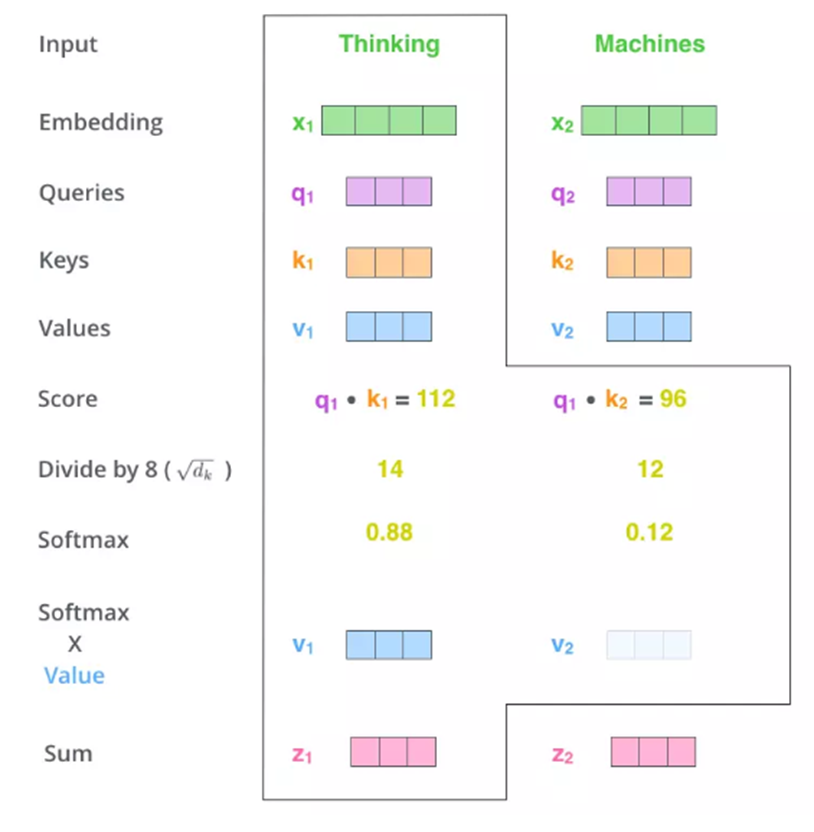 Input Thinking Machines
Embedding x₁ x₂
Queries q₁ q₂
Keys k₁ k₂
Values v₁ v₂
Score q₁ • k₁ = 112 q₁ • k₂ = 96
Divide by 8 ( √dₖ ) 14 12
Softmax 0.88 0.12
Softmax
X v₁ v₂
Value
Sum z₁ z₂